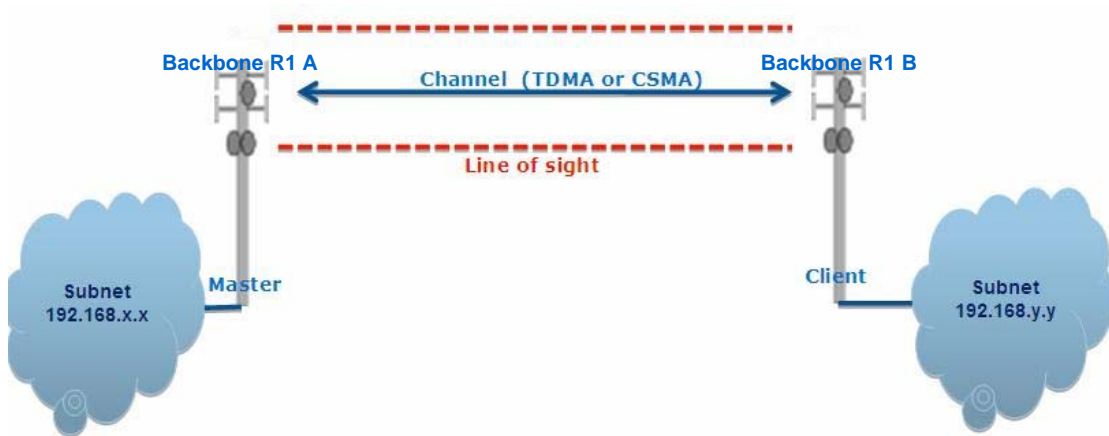 Backbone R1 A
Backbone R1 B
Channel (TDMA or CSMA)
Line of sight
Master
Client
Subnet
192.168.x.x
Subnet
192.168.y.y